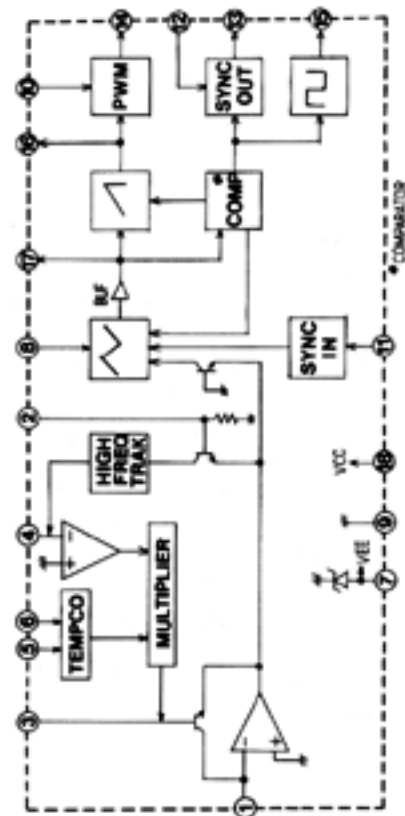 3 5 6 4 2 8 17 16 10
TEMPCO
HIGH
FREQ
TRAK
BUF
PWM
14
MULTIPLIER
12
COMP *
SYNC
OUT
13
SYNC
IN
15
1
- +
- +
VEE
VCC
7 9 18 11
* COMPARATOR